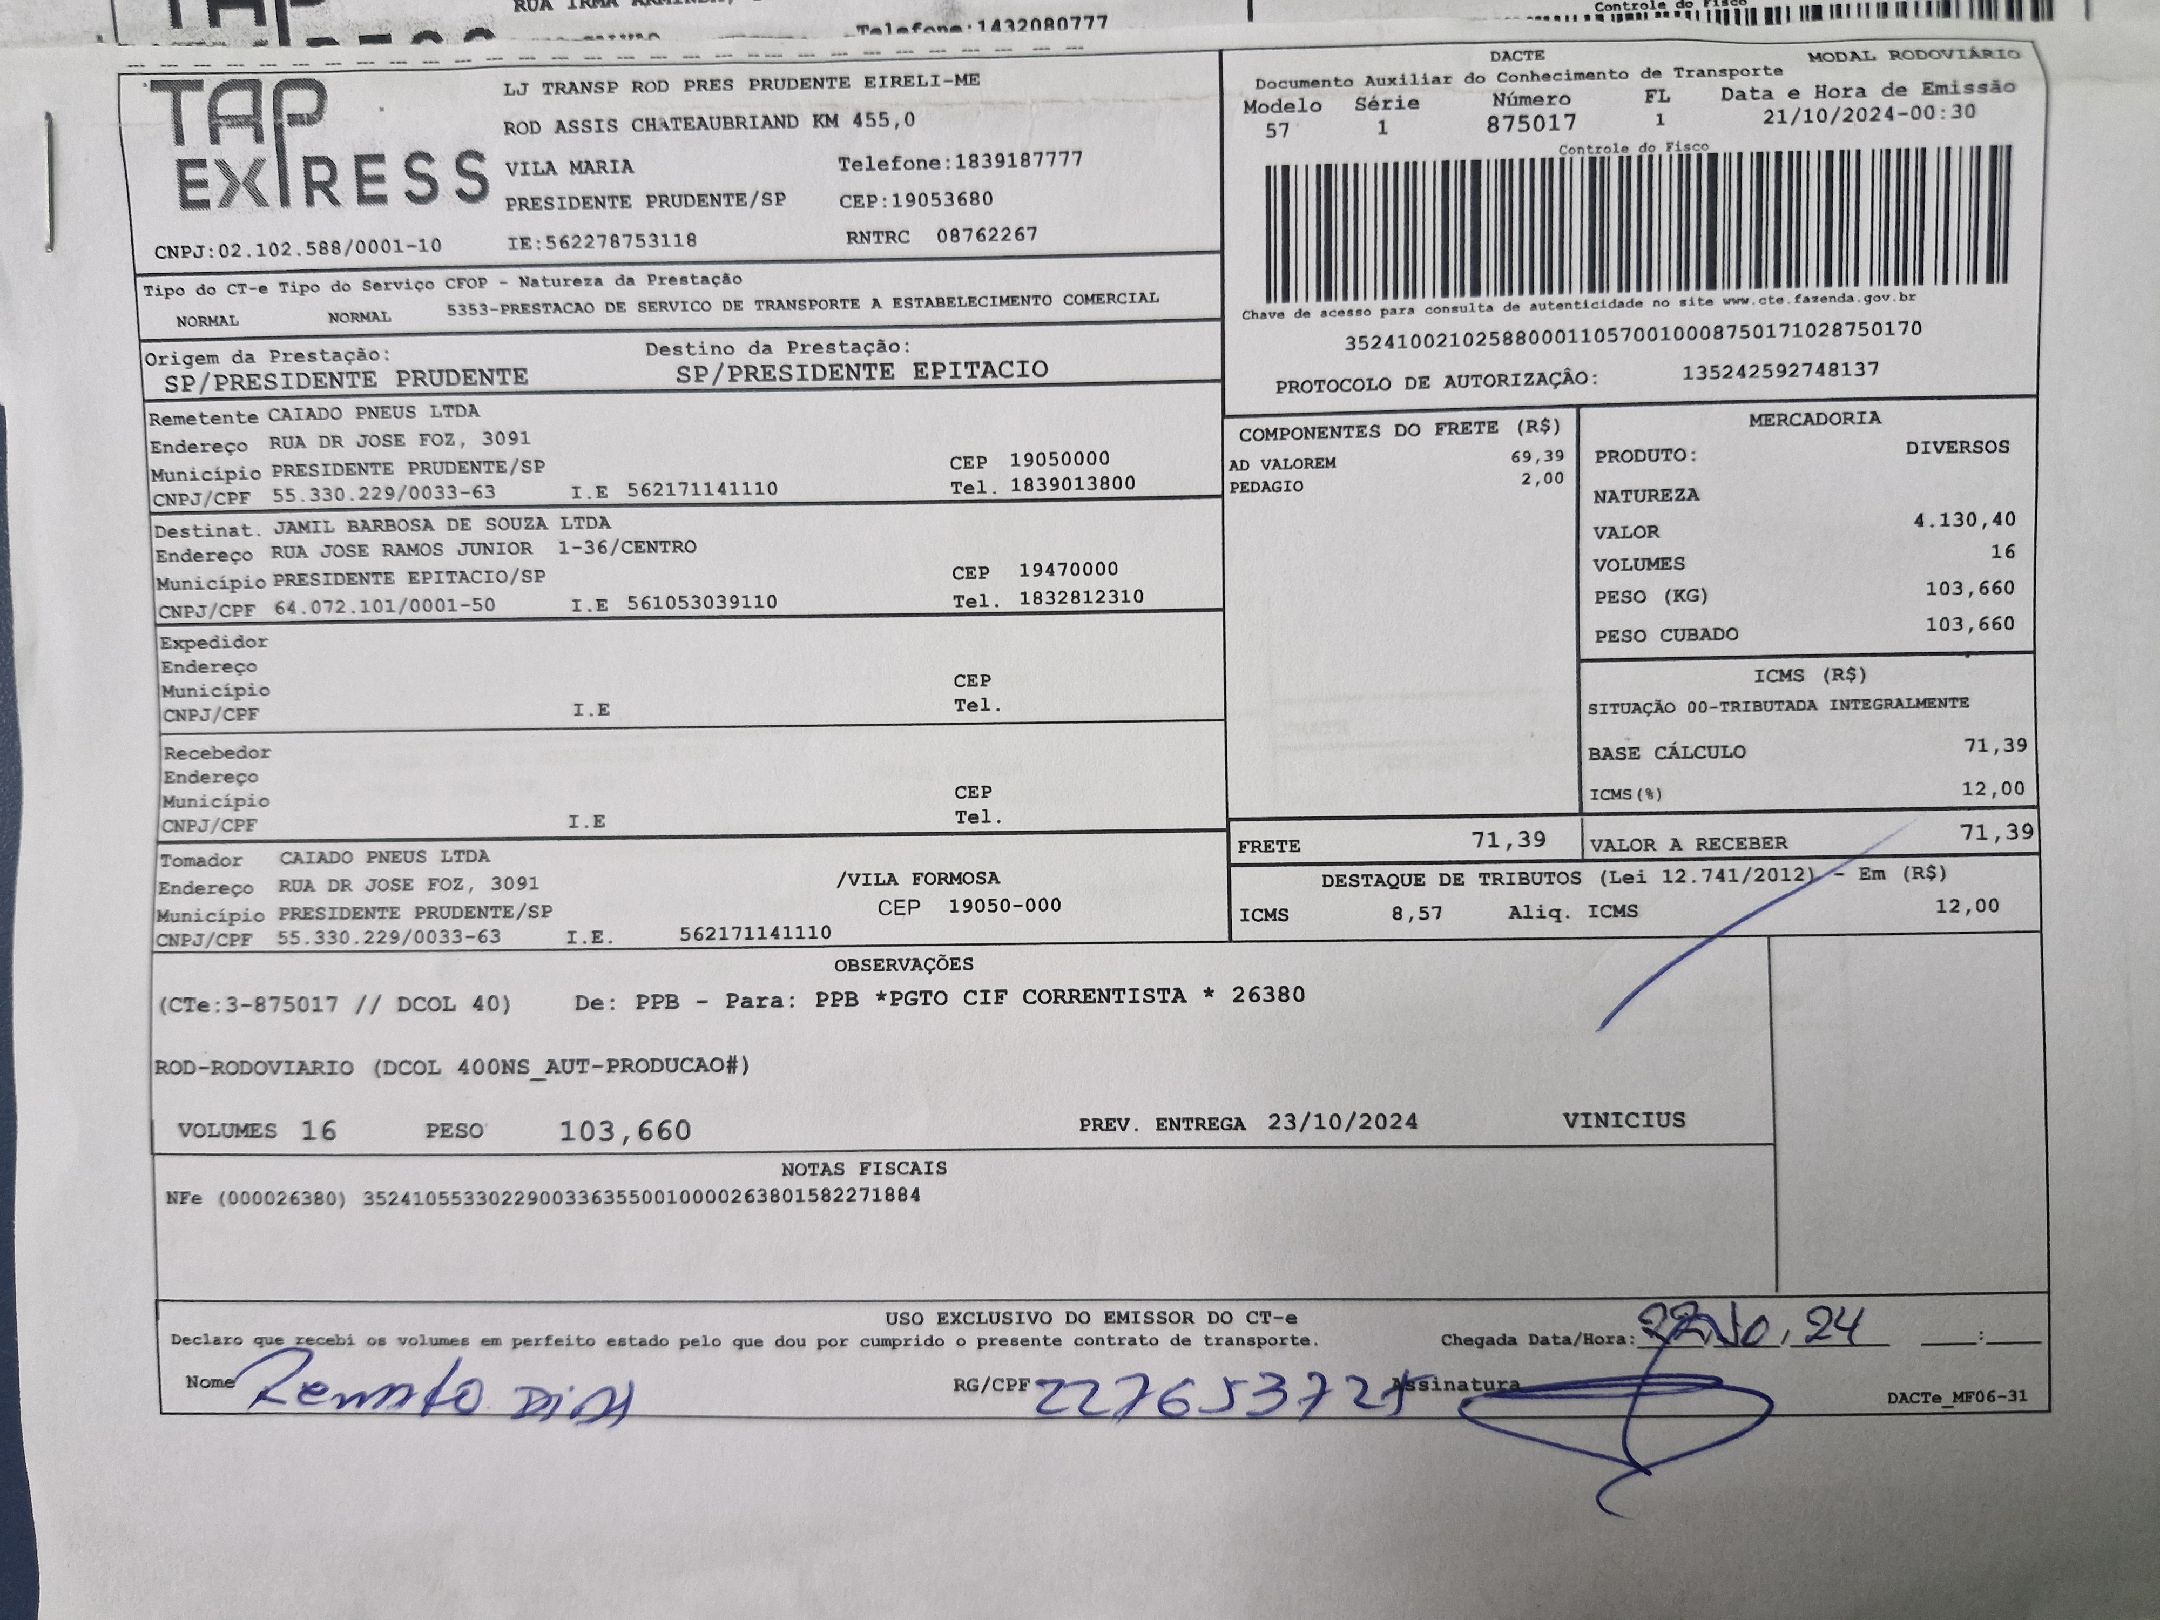 Telefone:1432080777
Controle do Fisco
TAP EXPRESS
LJ TRANSP ROD PRES PRUDENTE EIRELI-ME
ROD ASSIS CHATEAUBRIAND KM 455,0
VILA MARIA Telefone:1839187777
PRESIDENTE PRUDENTE/SP CEP:19053680
CNPJ:02.102.588/0001-10 IE:562278753118 RNTRC 08762267
DACTE MODAL RODOVIÁRIO
Documento Auxiliar do Conhecimento de Transporte
Modelo Série Número FL Data e Hora de Emissão
57 1 875017 1 21/10/2024-00:30
Controle do Fisco
Chave de acesso para consulta de autenticidade no site www.cte.fazenda.gov.br
35241002102588000110570010008750171028750170
PROTOCOLO DE AUTORIZAÇÂO: 135242592748137
Tipo do CT-e Tipo do Serviço CFOP - Natureza da Prestação
NORMAL NORMAL 5353-PRESTACAO DE SERVICO DE TRANSPORTE A ESTABELECIMENTO COMERCIAL
Origem da Prestação: Destino da Prestação:
SP/PRESIDENTE PRUDENTE SP/PRESIDENTE EPITACIO
Remetente CAIADO PNEUS LTDA
Endereço RUA DR JOSE FOZ, 3091
Município PRESIDENTE PRUDENTE/SP CEP 19050000
CNPJ/CPF 55.330.229/0033-63 I.E 562171141110 Tel. 1839013800
Destinat. JAMIL BARBOSA DE SOUZA LTDA
Endereço RUA JOSE RAMOS JUNIOR 1-36/CENTRO
Município PRESIDENTE EPITACIO/SP CEP 19470000
CNPJ/CPF 64.072.101/0001-50 I.E 561053039110 Tel. 1832812310
Expedidor
Endereço
Município CEP
CNPJ/CPF I.E Tel.
Recebedor
Endereço
Município CEP
CNPJ/CPF I.E Tel.
Tomador CAIADO PNEUS LTDA
Endereço RUA DR JOSE FOZ, 3091 /VILA FORMOSA
Município PRESIDENTE PRUDENTE/SP CEP 19050-000
CNPJ/CPF 55.330.229/0033-63 I.E. 562171141110
COMPONENTES DO FRETE (R$)
AD VALOREM 69,39
PEDAGIO 2,00
MERCADORIA
PRODUTO: DIVERSOS
NATUREZA
VALOR 4.130,40
VOLUMES 16
PESO (KG) 103,660
PESO CUBADO 103,660
ICMS (R$)
SITUAÇÃO 00-TRIBUTADA INTEGRALMENTE
BASE CÁLCULO 71,39
ICMS(%) 12,00
FRETE 71,39 VALOR A RECEBER 71,39
DESTAQUE DE TRIBUTOS (Lei 12.741/2012) - Em (R$)
ICMS 8,57 Aliq. ICMS 12,00
OBSERVAÇÕES
(CTe:3-875017 // DCOL 40) De: PPB - Para: PPB *PGTO CIF CORRENTISTA * 26380
ROD-RODOVIARIO (DCOL 400NS_AUT-PRODUCAO#)
VOLUMES 16 PESO 103,660 PREV. ENTREGA 23/10/2024 VINICIUS
NOTAS FISCAIS
NFe (000026380) 35241055330229003363550010000263801582271884
USO EXCLUSIVO DO EMISSOR DO CT-e
Declaro que recebi os volumes em perfeito estado pelo que dou por cumprido o presente contrato de transporte. Chegada Data/Hora: 22,10,24 :
Nome Renato Dias RG/CPF 227653725 Assinatura
DACTe_MF06-31